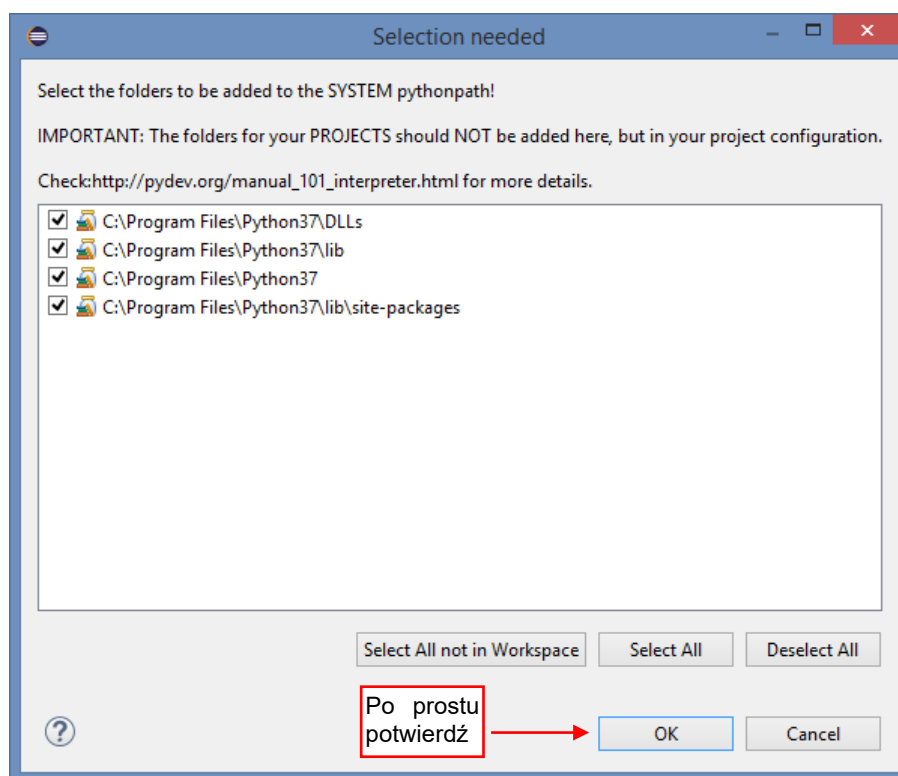 Selection needed
Select the folders to be added to the SYSTEM pythonpath!
IMPORTANT: The folders for your PROJECTS should NOT be added here, but in your project configuration.
Check:http://pydev.org/manual_101_interpreter.html for more details.
C:\Program Files\Python37\DLLs
C:\Program Files\Python37\lib
C:\Program Files\Python37
C:\Program Files\Python37\lib\site-packages
Select All not in Workspace Select All Deselect All
Po prostu
potwierdź
OK Cancel